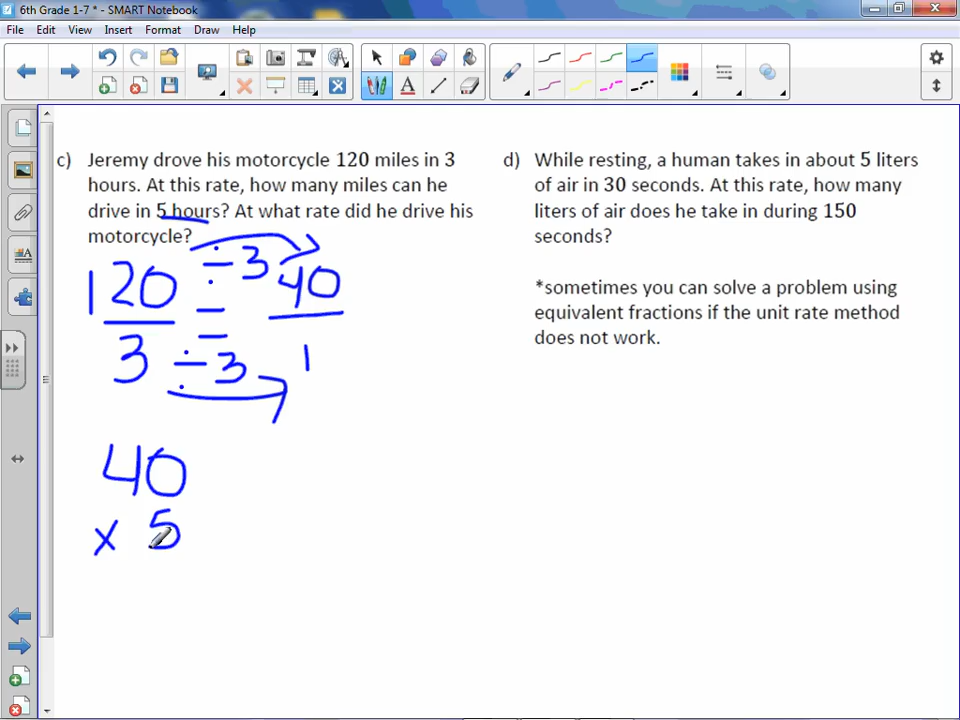 6th Grade 1-7 * - SMART Notebook
File Edit View Insert Format Draw Help
c) Jeremy drove his motorcycle 120 miles in 3
hours. At this rate, how many miles can he
drive in 5 hours? At what rate did he drive his
motorcycle?
÷ 3
120 = 40
3 ÷ 3 1
40
x 5
d) While resting, a human takes in about 5 liters
of air in 30 seconds. At this rate, how many
liters of air does he take in during 150
seconds?
*sometimes you can solve a problem using
equivalent fractions if the unit rate method
does not work.